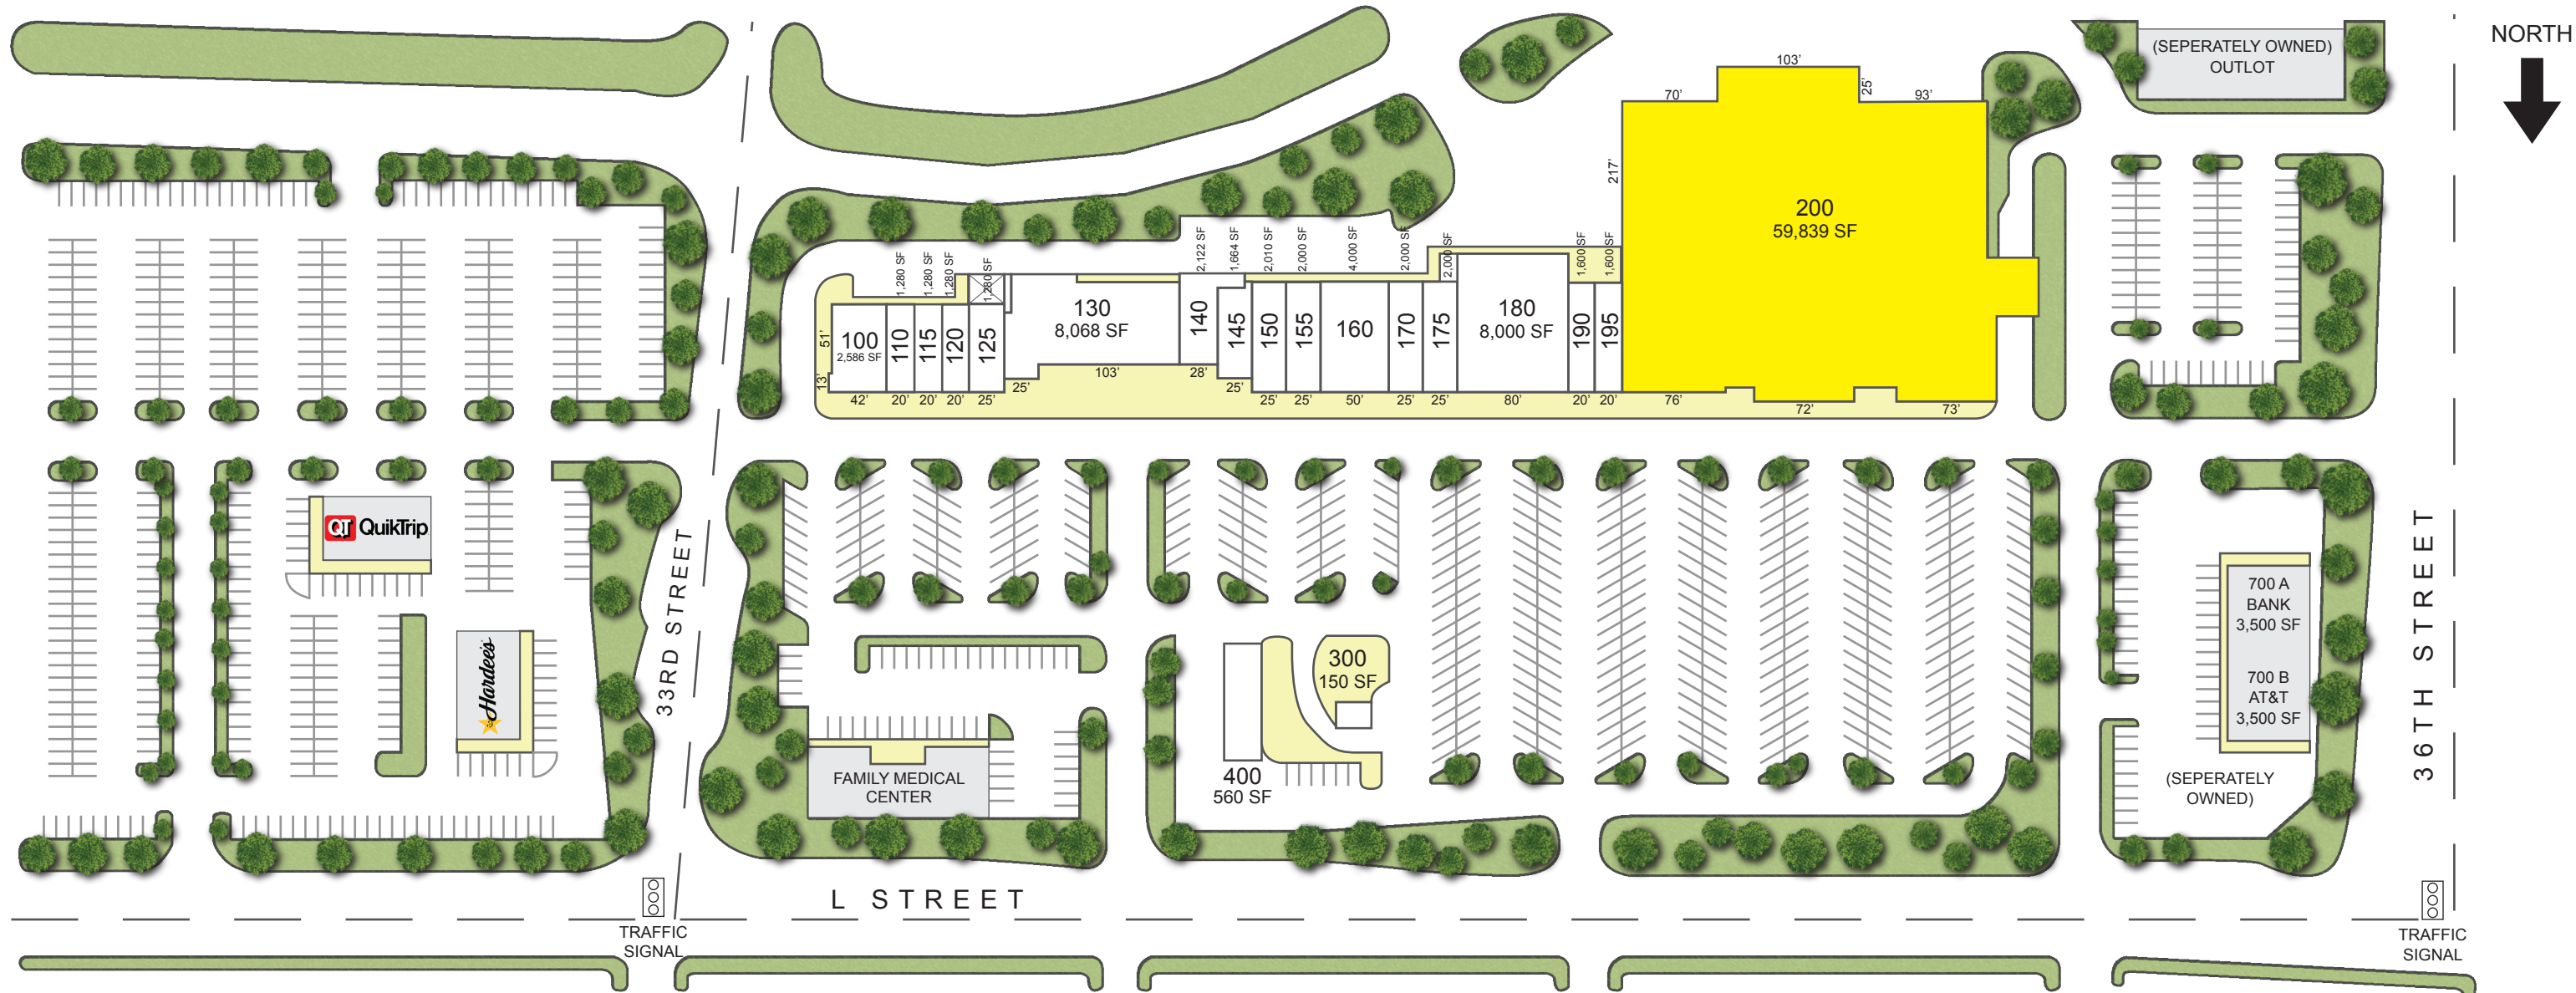 NORTH
(SEPERATELY OWNED)
OUTLOT
103'
25'
70'
93'
217'
200
59,839 SF
1,280 SF
1,280 SF
1,280 SF
1,280 SF
2,122 SF
1,664 SF
2,010 SF
2,000 SF
4,000 SF
2,000 SF
2,000 SF
1,600 SF
1,600 SF
51'
13'
100
2,586 SF
110
115
120
125
130
8,068 SF
140
145
150
155
160
170
175
180
8,000 SF
190
195
42'
20'
20'
20'
25'
25'
103'
28'
25'
25'
25'
50'
25'
25'
80'
20'
20'
76'
72'
73'
QT QuikTrip
Hardee's
33RD STREET
36TH STREET
300
150 SF
400
560 SF
FAMILY MEDICAL
CENTER
700 A
BANK
3,500 SF
700 B
AT&T
3,500 SF
(SEPERATELY
OWNED)
L STREET
TRAFFIC
SIGNAL
TRAFFIC
SIGNAL